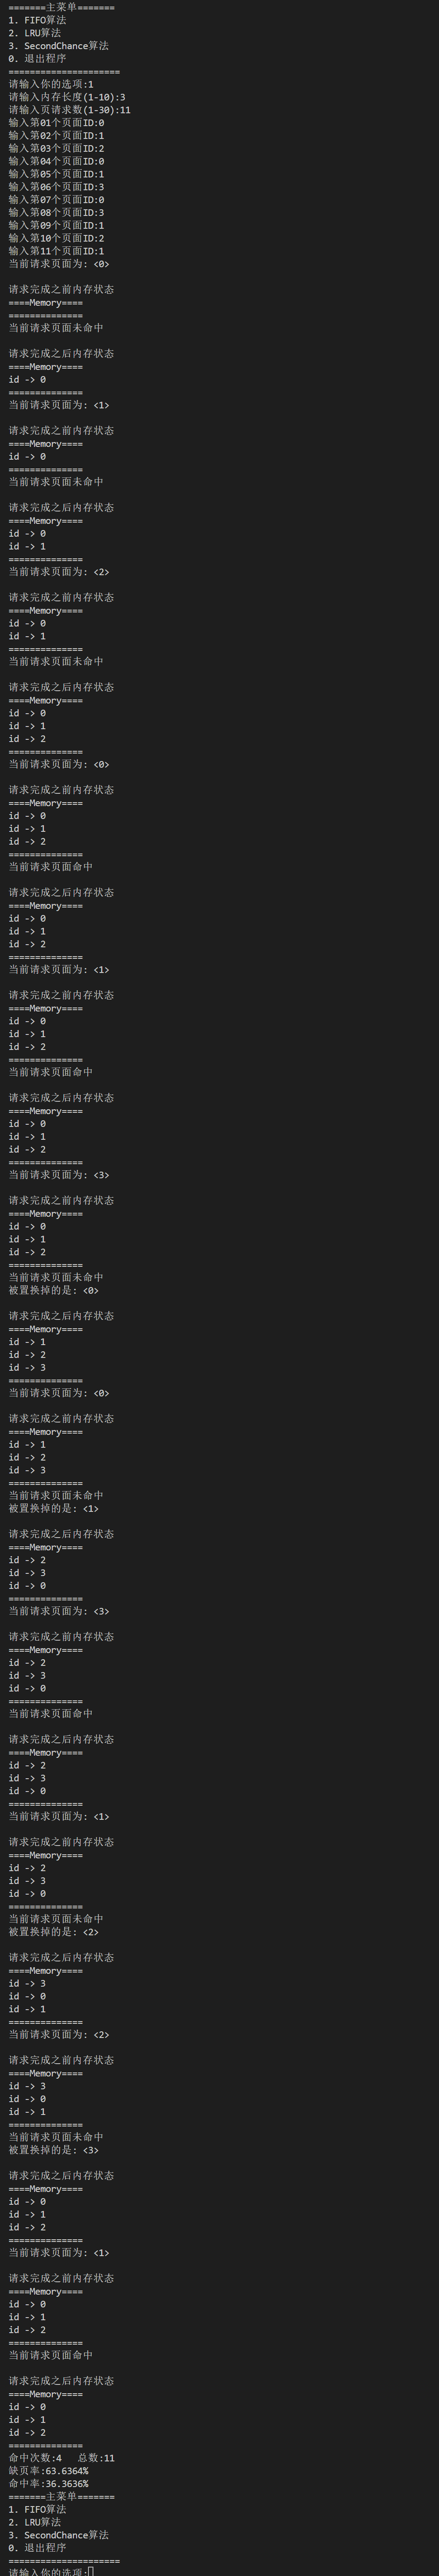 =======主菜单=======
1. FIFO算法
2. LRU算法
3. SecondChance算法
0. 退出程序
=====================
请输入你的选项:1
请输入内存长度(1-10):3
请输入页请求数(1-30):11
输入第01个页面ID:0
输入第02个页面ID:1
输入第03个页面ID:2
输入第04个页面ID:0
输入第05个页面ID:1
输入第06个页面ID:3
输入第07个页面ID:0
输入第08个页面ID:3
输入第09个页面ID:1
输入第10个页面ID:2
输入第11个页面ID:1
当前请求页面为: <0>
请求完成之前内存状态
====Memory====
==============
当前请求页面未命中
请求完成之后内存状态
====Memory====
id -> 0
==============
当前请求页面为: <1>
请求完成之前内存状态
====Memory====
id -> 0
==============
当前请求页面未命中
请求完成之后内存状态
====Memory====
id -> 0
id -> 1
==============
当前请求页面为: <2>
请求完成之前内存状态
====Memory====
id -> 0
id -> 1
==============
当前请求页面未命中
请求完成之后内存状态
====Memory====
id -> 0
id -> 1
id -> 2
==============
当前请求页面为: <0>
请求完成之前内存状态
====Memory====
id -> 0
id -> 1
id -> 2
==============
当前请求页面命中
请求完成之后内存状态
====Memory====
id -> 0
id -> 1
id -> 2
==============
当前请求页面为: <1>
请求完成之前内存状态
====Memory====
id -> 0
id -> 1
id -> 2
==============
当前请求页面命中
请求完成之后内存状态
====Memory====
id -> 0
id -> 1
id -> 2
==============
当前请求页面为: <3>
请求完成之前内存状态
====Memory====
id -> 0
id -> 1
id -> 2
==============
当前请求页面未命中
被置换掉的是: <0>
请求完成之后内存状态
====Memory====
id -> 1
id -> 2
id -> 3
==============
当前请求页面为: <0>
请求完成之前内存状态
====Memory====
id -> 1
id -> 2
id -> 3
==============
当前请求页面未命中
被置换掉的是: <1>
请求完成之后内存状态
====Memory====
id -> 2
id -> 3
id -> 0
==============
当前请求页面为: <3>
请求完成之前内存状态
====Memory====
id -> 2
id -> 3
id -> 0
==============
当前请求页面命中
请求完成之后内存状态
====Memory====
id -> 2
id -> 3
id -> 0
==============
当前请求页面为: <1>
请求完成之前内存状态
====Memory====
id -> 2
id -> 3
id -> 0
==============
当前请求页面未命中
被置换掉的是: <2>
请求完成之后内存状态
====Memory====
id -> 3
id -> 0
id -> 1
==============
当前请求页面为: <2>
请求完成之前内存状态
====Memory====
id -> 3
id -> 0
id -> 1
==============
当前请求页面未命中
被置换掉的是: <3>
请求完成之后内存状态
====Memory====
id -> 0
id -> 1
id -> 2
==============
当前请求页面为: <1>
请求完成之前内存状态
====Memory====
id -> 0
id -> 1
id -> 2
==============
当前请求页面命中
请求完成之后内存状态
====Memory====
id -> 0
id -> 1
id -> 2
==============
命中次数:4   总数:11
缺页率:63.6364%
命中率:36.3636%
=======主菜单=======
1. FIFO算法
2. LRU算法
3. SecondChance算法
0. 退出程序
=====================
请输入你的选项: